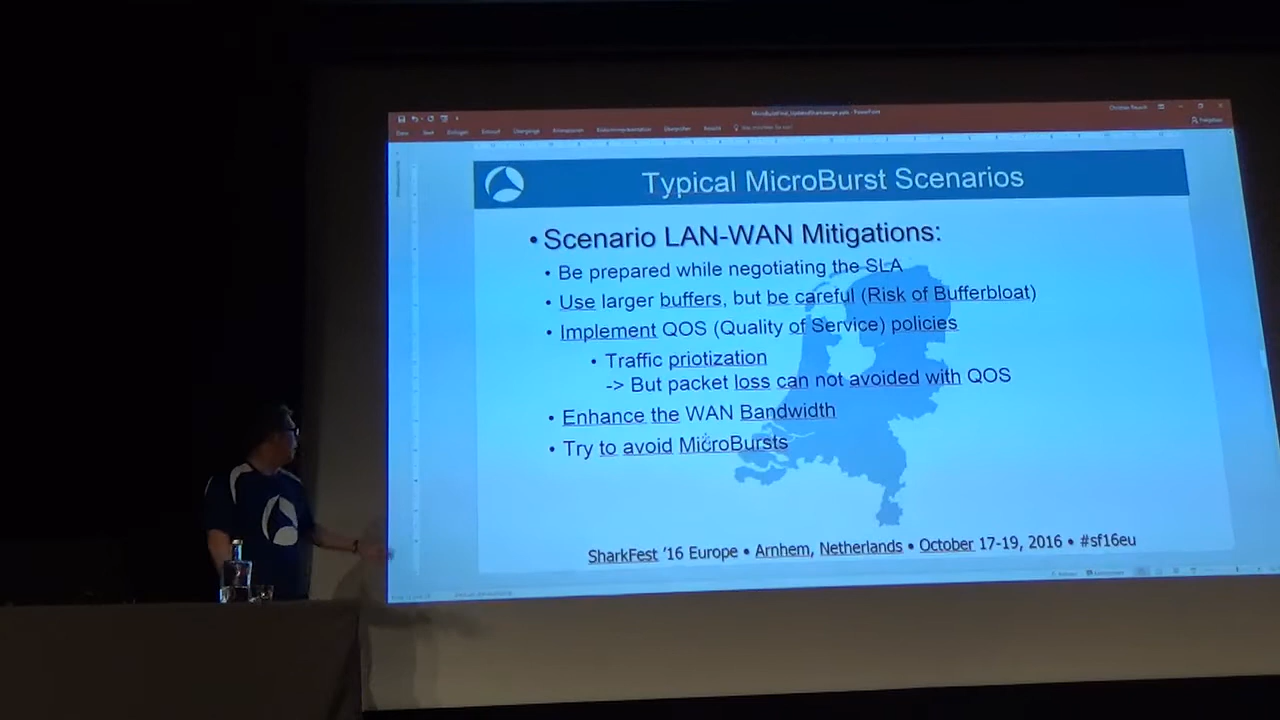 PowerPoint
Typical MicroBurst Scenarios
• Scenario LAN-WAN Mitigations:
• Be prepared while negotiating the SLA
• Use larger buffers, but be careful (Risk of Bufferbloat)
• Implement QOS (Quality of Service) policies
• Traffic priotization
-> But packet loss can not avoided with QOS
• Enhance the WAN Bandwidth
• Try to avoid MicroBursts
SharkFest '16 Europe • Arnhem, Netherlands • October 17-19, 2016 • #sf16eu